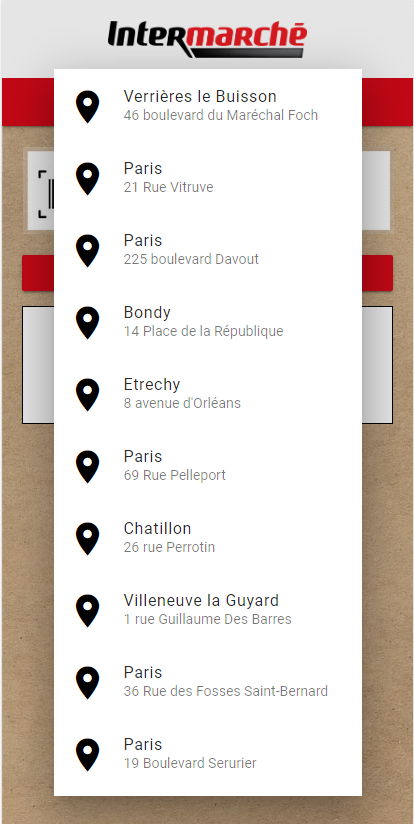 Intermarché
Verrières le Buisson
46 boulevard du Maréchal Foch
Paris
21 Rue Vitruve
Paris
225 boulevard Davout
Bondy
14 Place de la République
Etrechy
8 avenue d'Orléans
Paris
69 Rue Pelleport
Chatillon
26 rue Perrotin
Villeneuve la Guyard
1 rue Guillaume Des Barres
Paris
36 Rue des Fosses Saint-Bernard
Paris
19 Boulevard Serurier